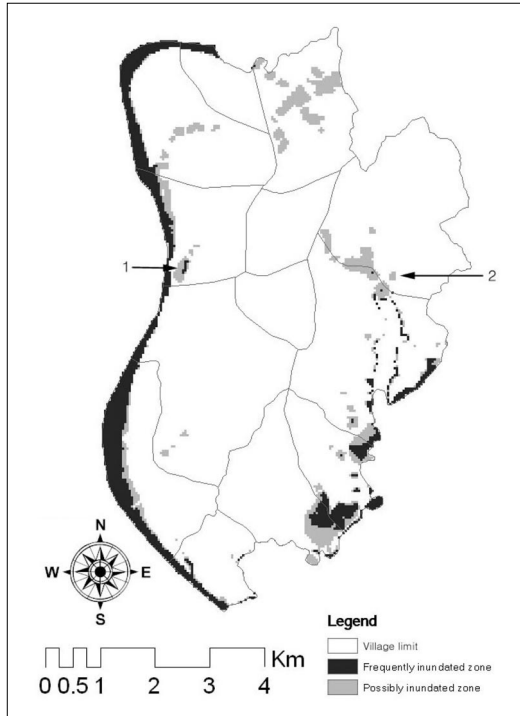 1
2
N
W E
S
Km
0 0.5 1 2 3 4
Legend
Village limit
Frequently inundated zone
Possibly inundated zone